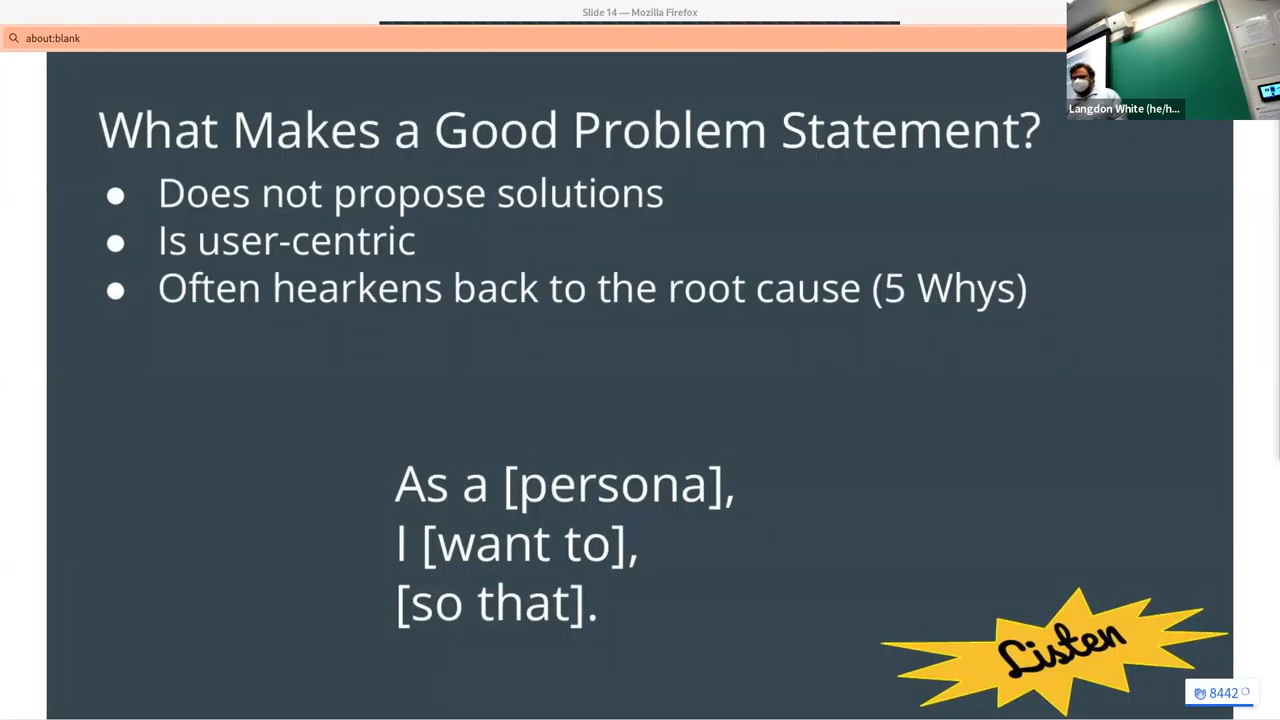 Slide 14 — Mozilla Firefox
about:blank
Langdon White (he/h...
What Makes a Good Problem Statement?
● Does not propose solutions
● Is user-centric
● Often hearkens back to the root cause (5 Whys)
As a [persona],
I [want to],
[so that].
Listen
8442